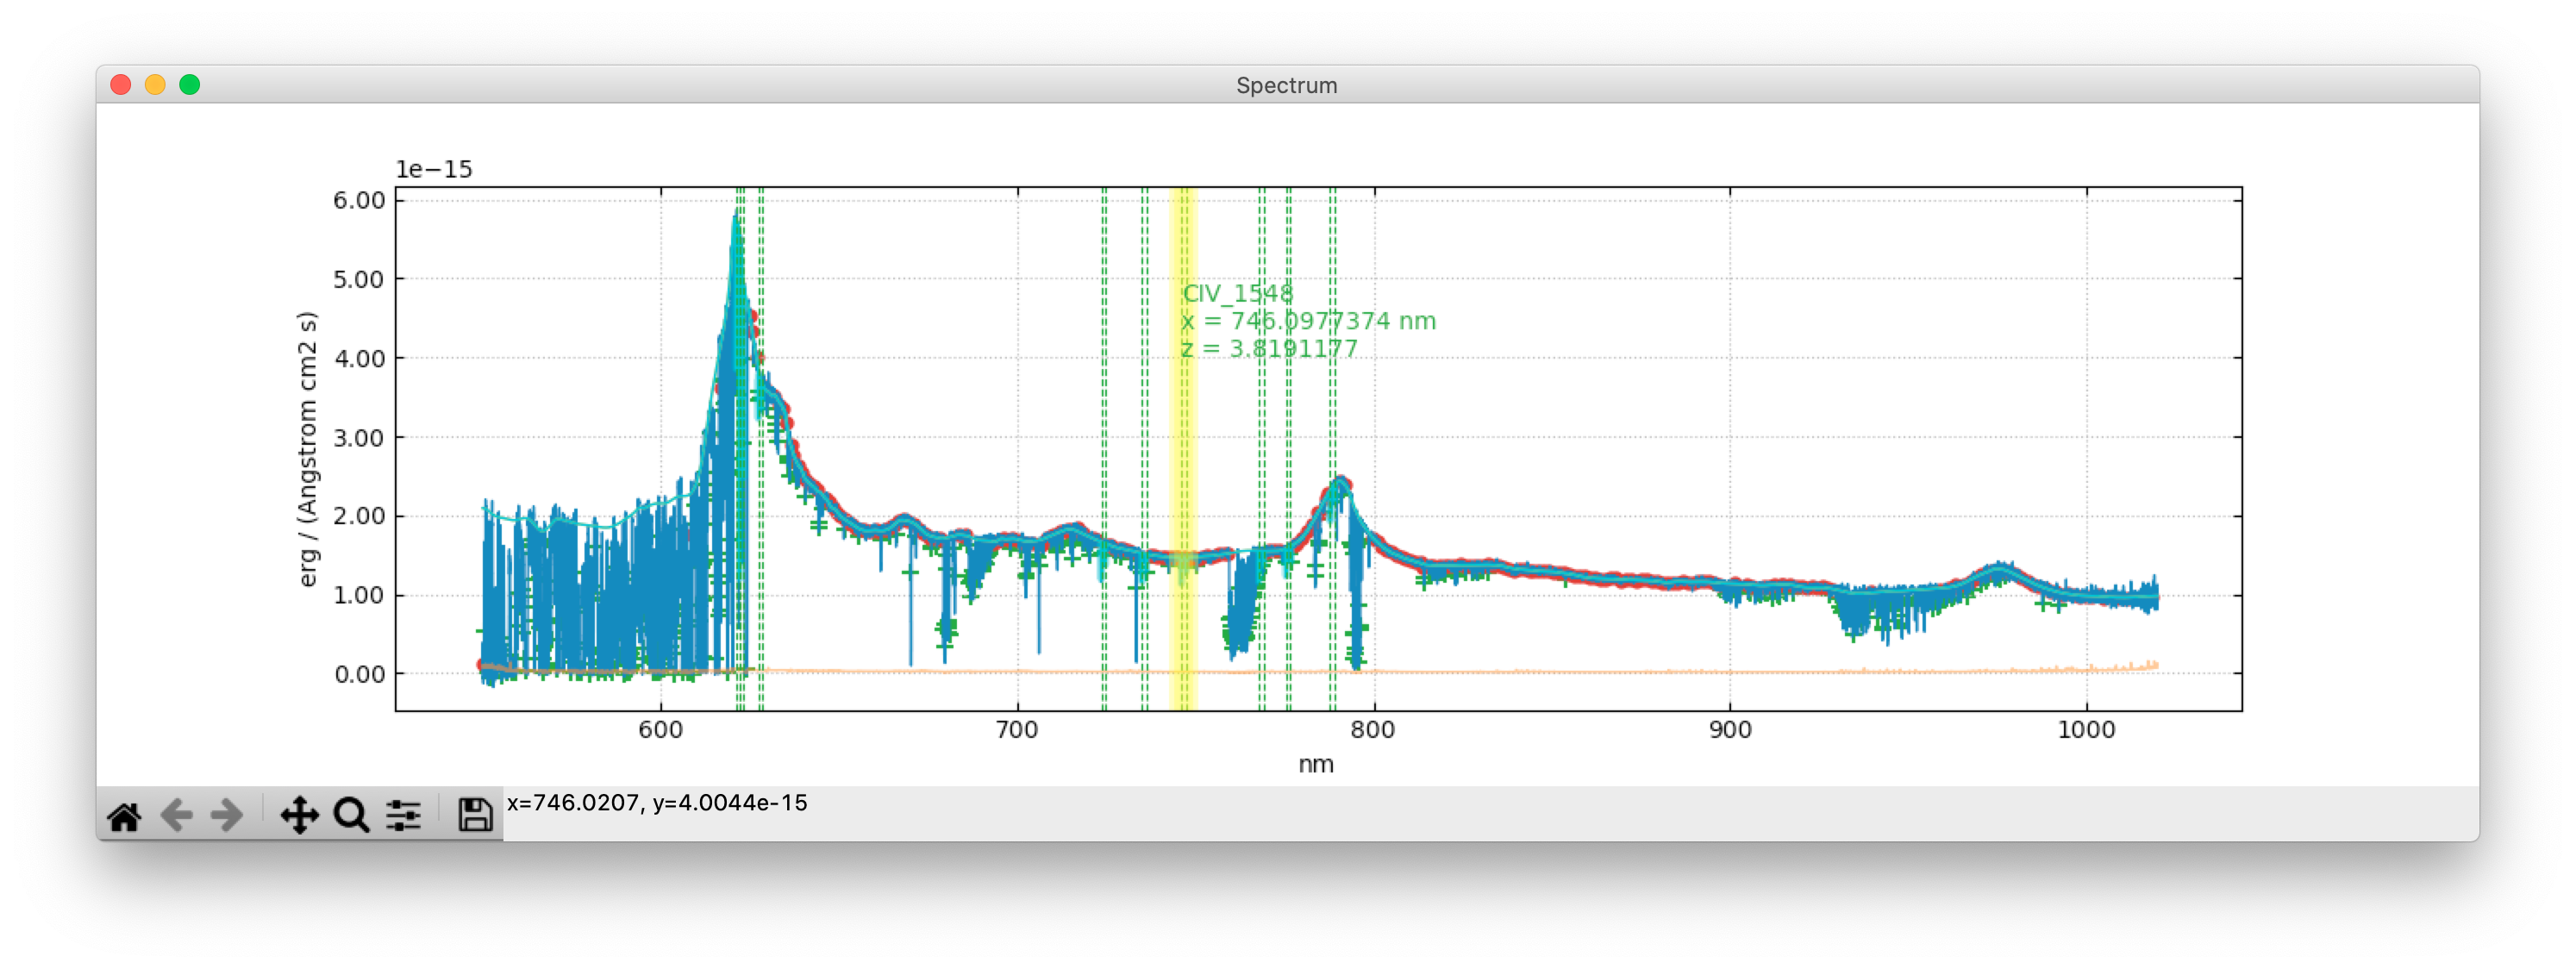 Spectrum
1e−15
6.00
5.00
4.00
3.00
2.00
1.00
0.00
erg / (Angstrom cm2 s)
CIV_1548
x = 746.0977374 nm
z = 3.8191177
600 700 800 900 1000
nm
x=746.0207, y=4.0044e-15